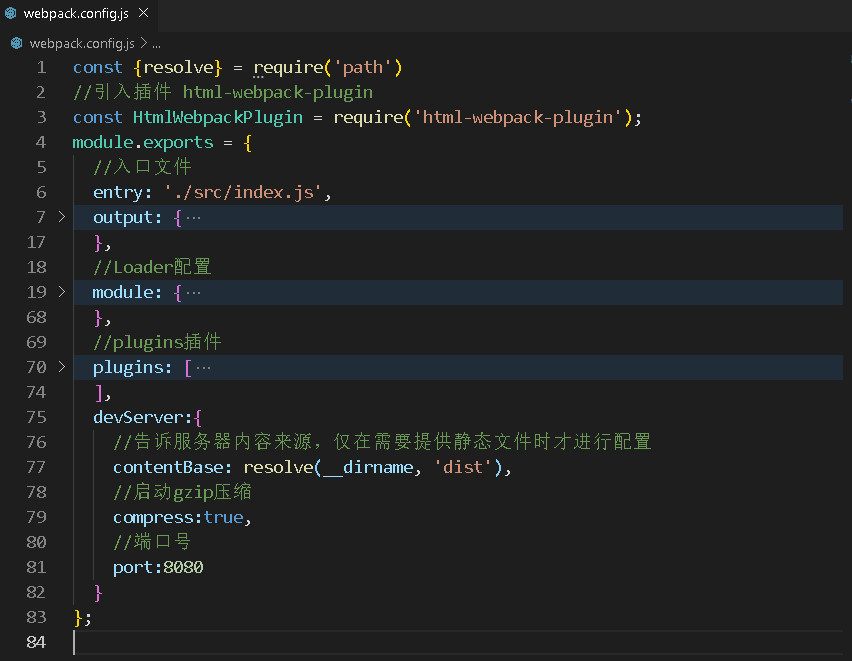 webpack.config.js ×
webpack.config.js > ...
1 const {resolve} = require('path')
2 //引入插件 html-webpack-plugin
3 const HtmlWebpackPlugin = require('html-webpack-plugin');
4 module.exports = {
5 //入口文件
6 entry: './src/index.js',
7 > output: {…
17 },
18 //Loader配置
19 > module: {…
68 },
69 //plugins插件
70 > plugins: […
74 ],
75 devServer:{
76 //告诉服务器内容来源，仅在需要提供静态文件时才进行配置
77 contentBase: resolve(__dirname, 'dist'),
78 //启动gzip压缩
79 compress:true,
80 //端口号
81 port:8080
82 }
83 };
84